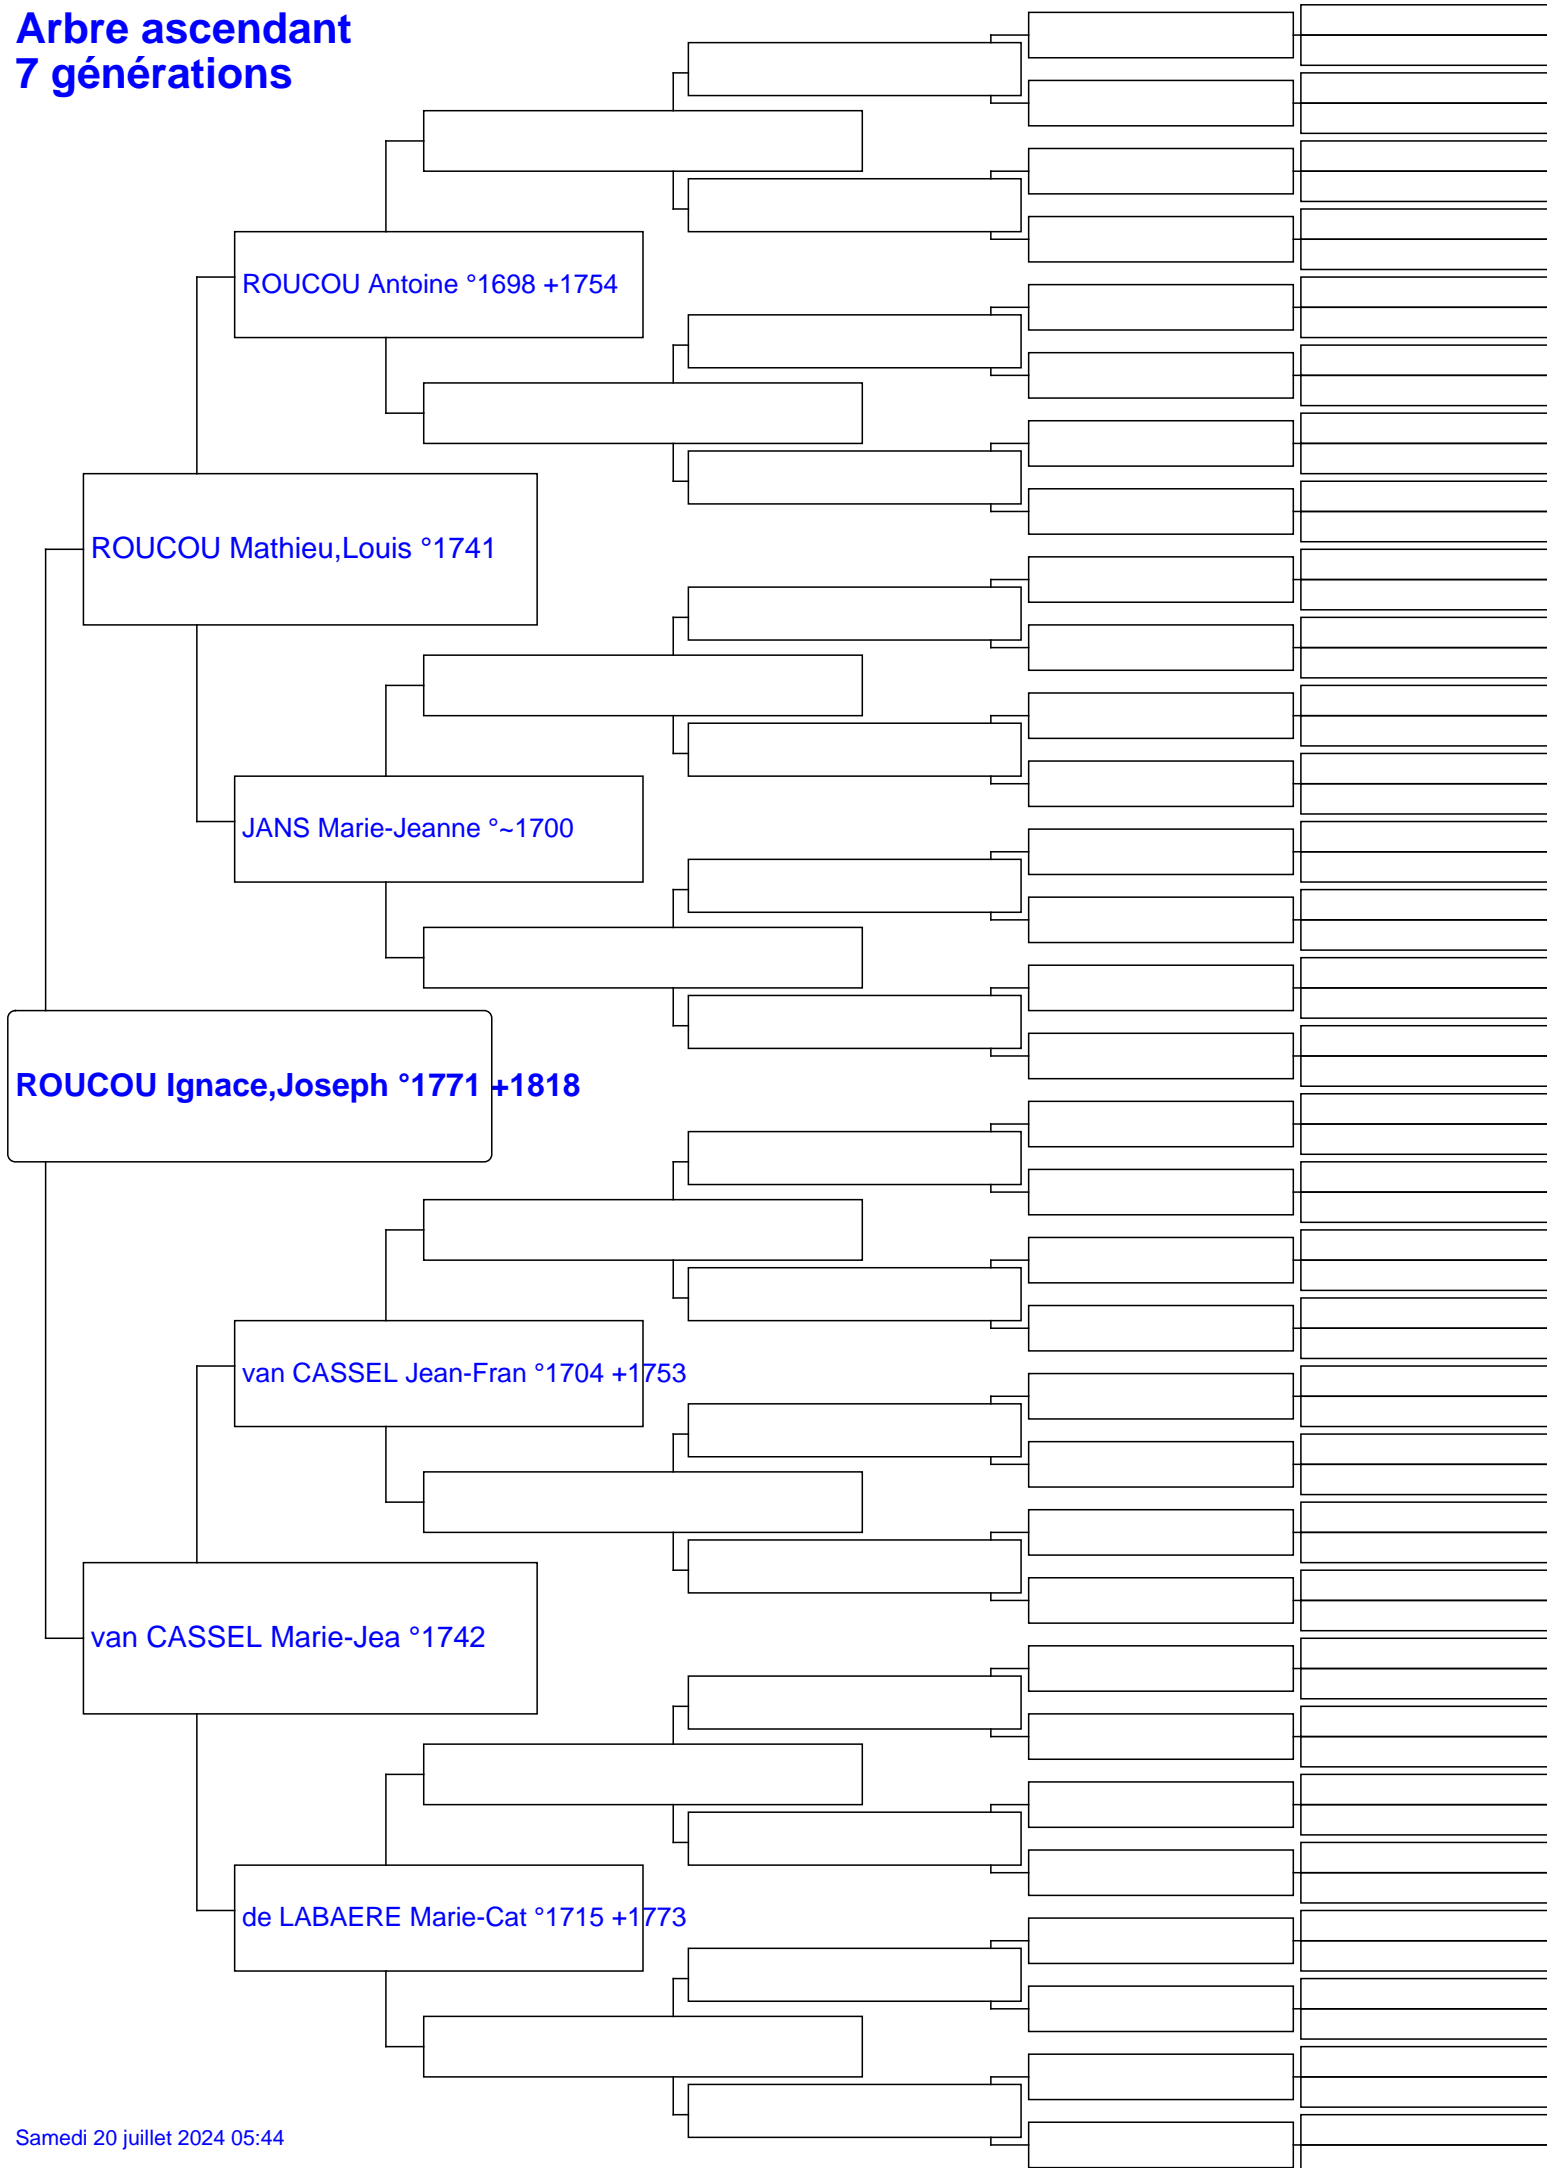 Arbre ascendant
7 générations
ROUCOU Antoine °1698 +1754
ROUCOU Mathieu,Louis °1741
JANS Marie-Jeanne °~1700
ROUCOU Ignace,Joseph °1771 +1818
van CASSEL Jean-Fran °1704 +1753
van CASSEL Marie-Jea °1742
de LABAERE Marie-Cat °1715 +1773
Samedi 20 juillet 2024 05:44